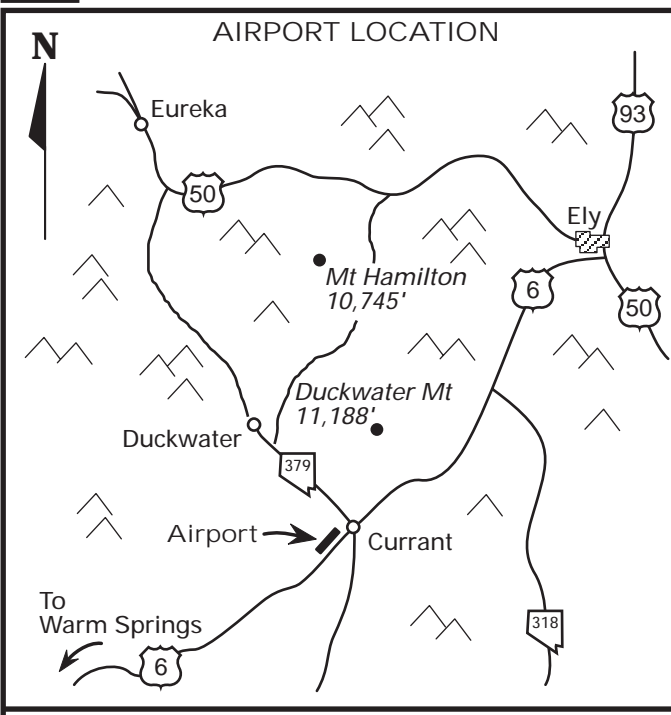 AIRPORT LOCATION
N
Eureka
93
50
Ely
Mt Hamilton
10,745'
6
50
Duckwater Mt
11,188'
Duckwater
379
Airport
Currant
To
Warm Springs
318
6